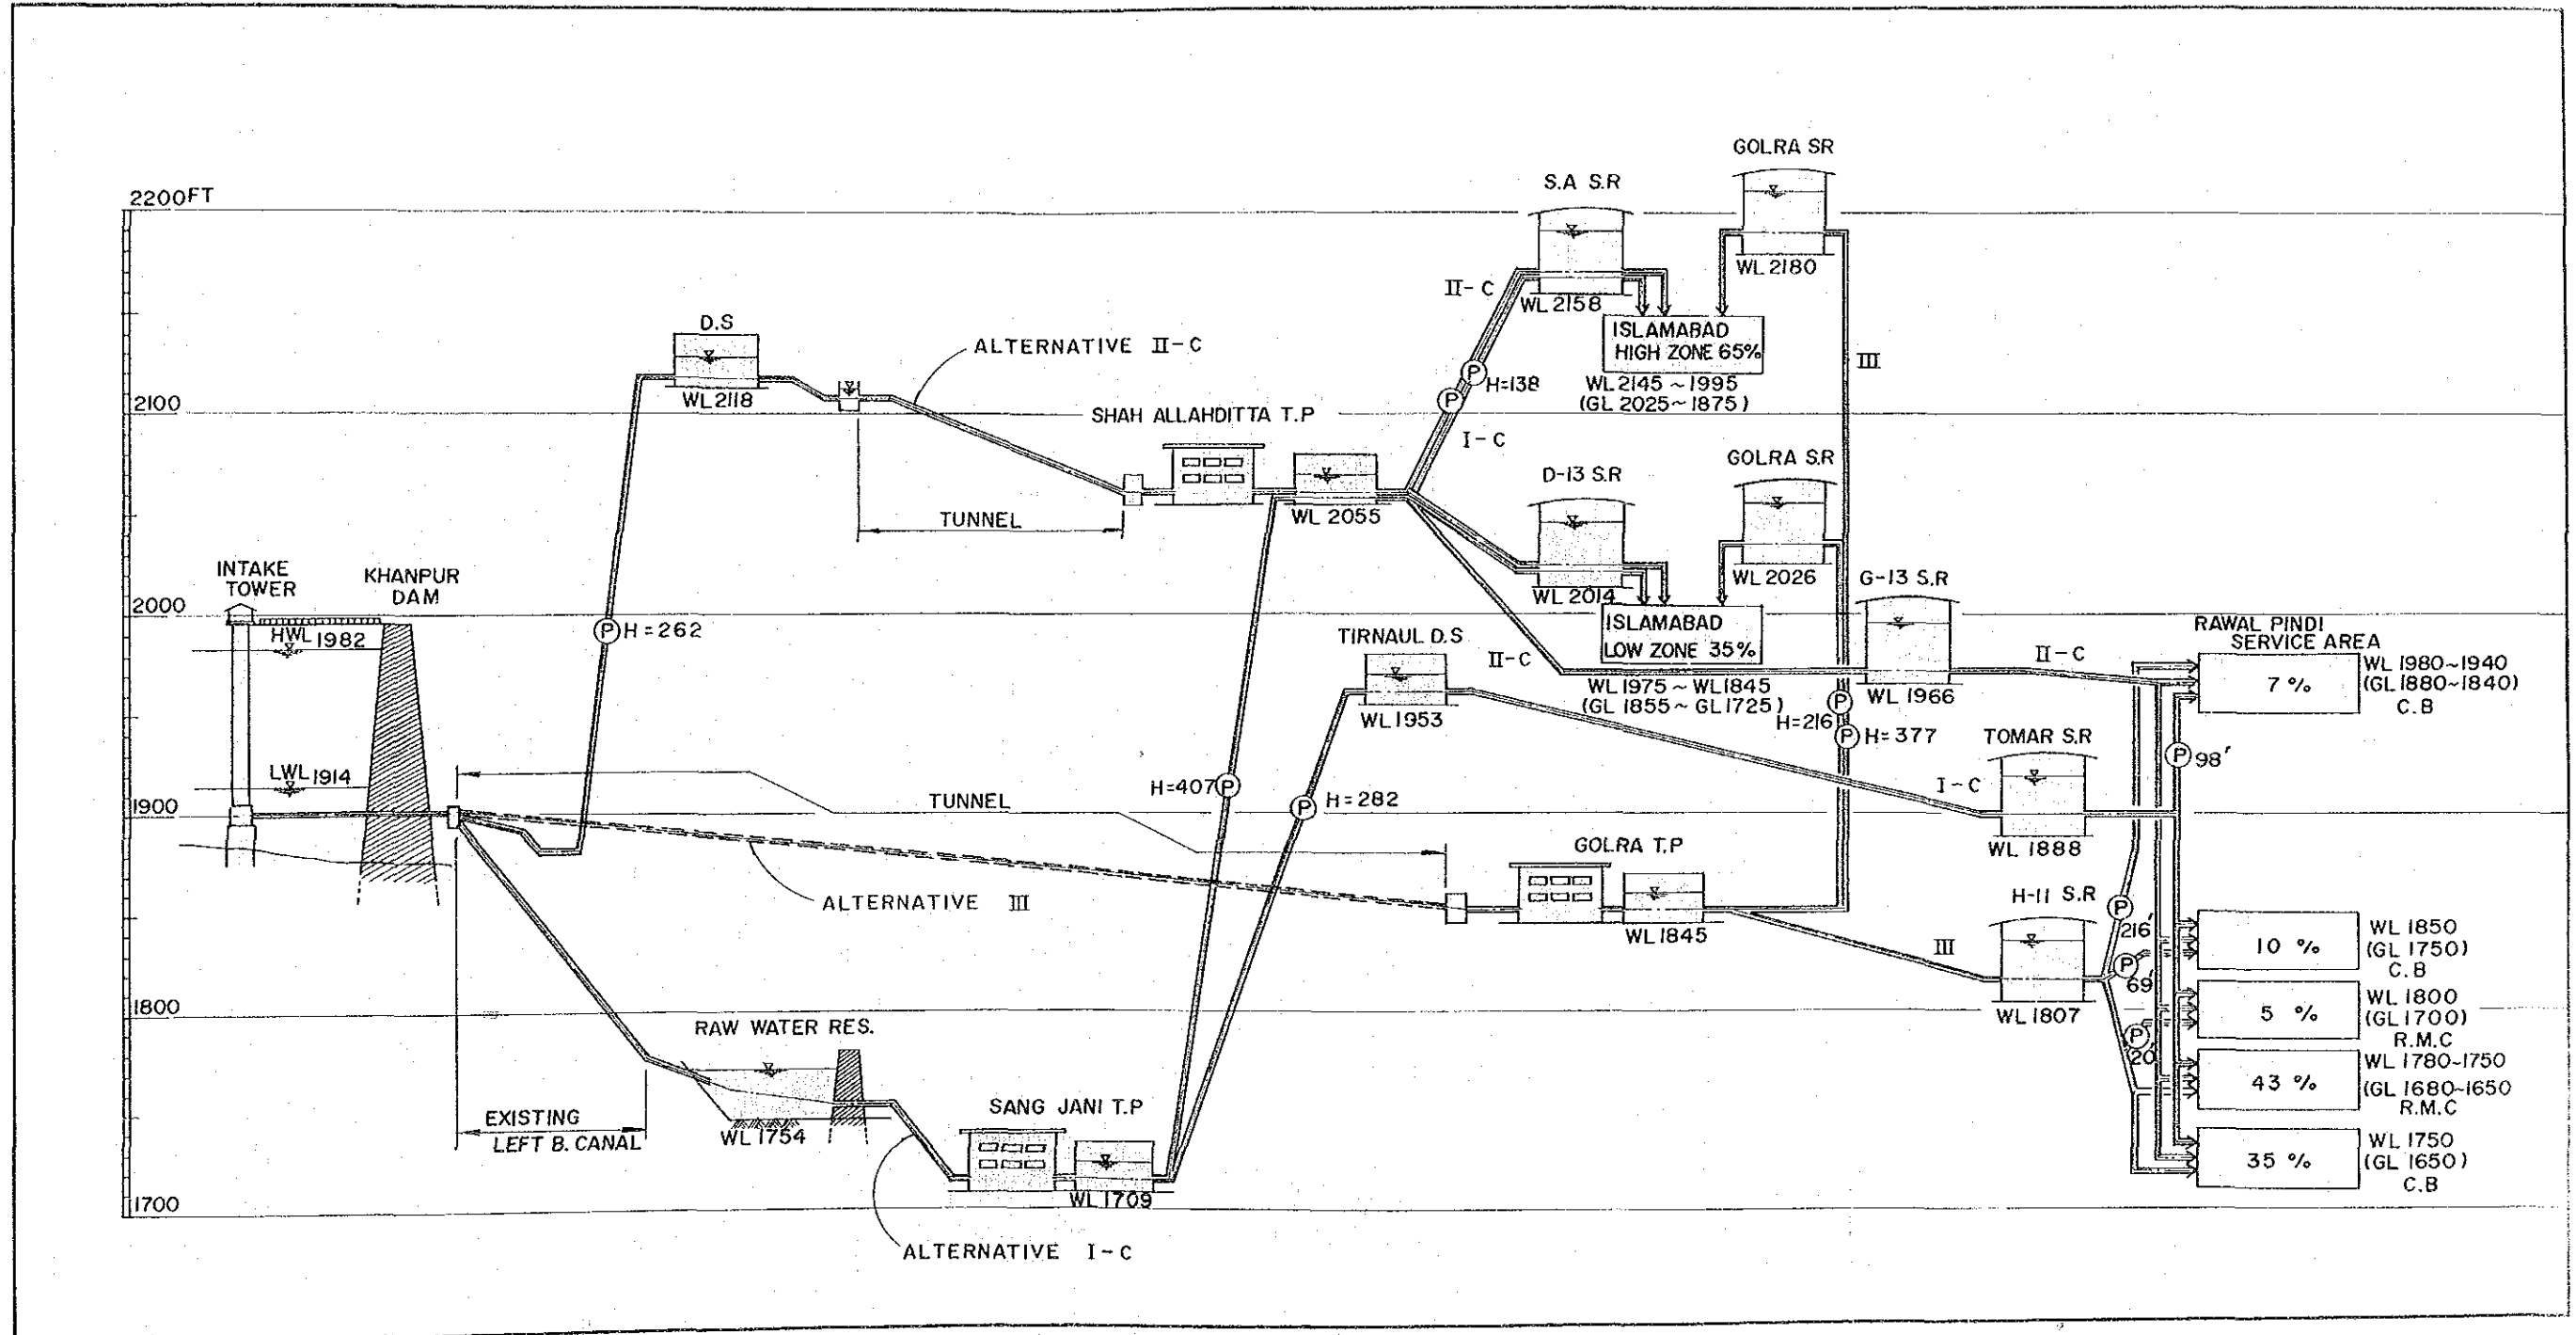 GOLRA SR
S.A S.R
2200FT
WL 2180
II-C
WL 2158
D.S
ALTERNATIVE II-C
ISLAMABAD
HIGH ZONE 65%
III
H=138
WL 2118
WL 2145 ~ 1995
(GL 2025~1875)
2100
SHAH ALLAHDITTA T.P
I-C
GOLRA S.R
D-13 S.R
TUNNEL
WL 2055
INTAKE
TOWER
KHANPUR
DAM
WL 2026
G-13 S.R
WL 2014
2000
HWL 1982
P H=262
ISLAMABAD
LOW ZONE 35%
TIRNAUL D.S
II-C
RAWAL PINDI
SERVICE AREA
II-C
WL 1980~1940
(GL 1880~1840)
C.B
7 %
WL 1975 ~ WL 1845
(GL 1855~ GL 1725)
WL 1966
WL 1953
H=216 P
P H=377
TOMAR S.R
P 98'
LWL 1914
H=407 P
P H=282
I-C
1900
TUNNEL
GOLRA T.P
WL 1888
ALTERNATIVE III
H-11 S.R
P
216'
WL 1845
III
10 %
WL 1850
(GL 1750)
C.B
P
69'
1800
WL 1807
5 %
WL 1800
(GL 1700)
R.M.C
P
20'
RAW WATER RES.
43 %
WL 1780~1750
(GL 1680~1650
R.M.C
EXISTING
LEFT B. CANAL
WL 1754
SANG JANI T.P
35 %
WL 1750
(GL 1650)
C.B
WL 1709
1700
ALTERNATIVE I-C